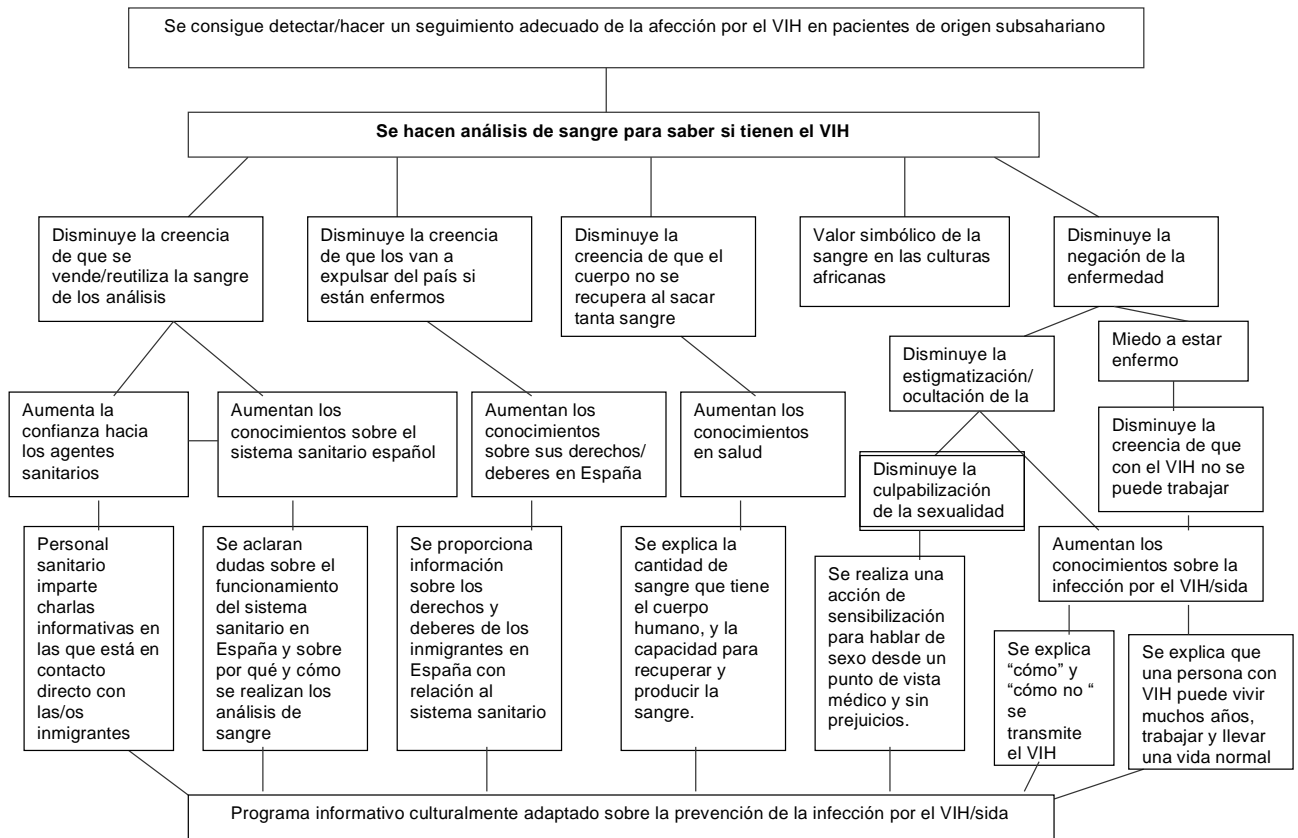 Se consigue detectar/hacer un seguimiento adecuado de la afección por el VIH en pacientes de origen subsahariano
Se hacen análisis de sangre para saber si tienen el VIH
Disminuye la creencia
de que se
vende/reutiliza la sangre
de los análisis
Disminuye la creencia
de que los van a
expulsar del país si
están enfermos
Disminuye la
creencia de que el
cuerpo no se
recupera al sacar
tanta sangre
Valor simbólico de la
sangre en las culturas
africanas
Disminuye la
negación de la
enfermedad
Disminuye la
estigmatización/
ocultación de la
Miedo a estar
enfermo
Aumenta la
confianza hacia
los agentes
sanitarios
Aumentan los
conocimientos sobre el
sistema sanitario español
Aumentan los
conocimientos
sobre sus derechos/
deberes en España
Aumentan los
conocimientos
en salud
Disminuye la
culpabilización
de la sexualidad
Disminuye la
creencia de que
con el VIH no se
puede trabajar
Personal
sanitario
imparte
charlas
informativas en
las que está en
contacto
directo con
las/os
inmigrantes
Se aclaran
dudas sobre el
funcionamiento
del sistema
sanitario en
España y sobre
por qué y cómo
se realizan los
análisis de
sangre
Se proporciona
información
sobre los
derechos y
deberes de los
inmigrantes en
España con
relación al
sistema sanitario
Se explica la
cantidad de
sangre que tiene
el cuerpo
humano, y la
capacidad para
recuperar y
producir la
sangre.
Se realiza una
acción de
sensibilización
para hablar de
sexo desde un
punto de vista
médico y sin
prejuicios.
Aumentan los
conocimientos sobre la
infección por el VIH/sida
Se explica
“cómo” y
“cómo no “
se
transmite
el VIH
Se explica que
una persona con
VIH puede vivir
muchos años,
trabajar y llevar
una vida normal
Programa informativo culturalmente adaptado sobre la prevención de la infección por el VIH/sida